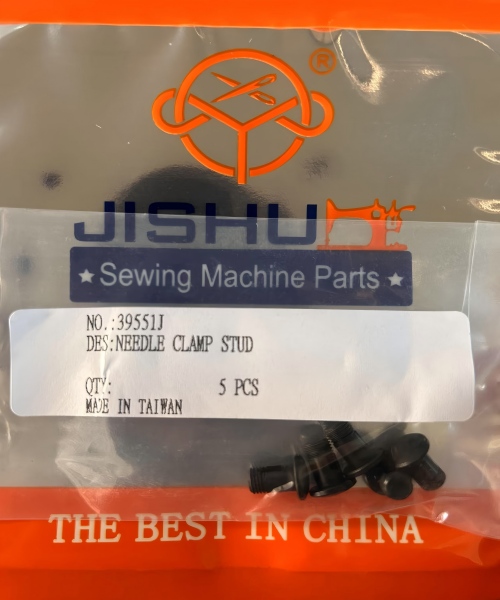 ®
JISHU
★ Sewing Machine Parts ★
NO.:39551J
DES:NEEDLE CLAMP STUD
QTY: 5 PCS
MADE IN TAIWAN
THE BEST IN CHINA